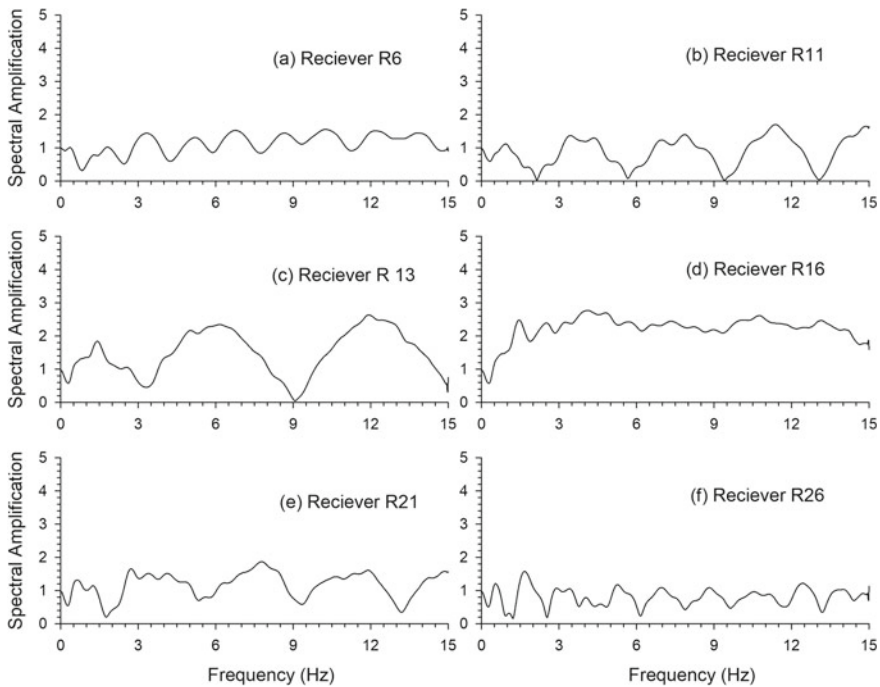 5 4 3 2 1 0
Spectral Amplification
(a) Reciever R6
0 3 6 9 12 15
5 4 3 2 1 0
(b) Reciever R11
0 3 6 9 12 15
5 4 3 2 1 0
Spectral Amplification
(c) Reciever R 13
0 3 6 9 12 15
5 4 3 2 1 0
(d) Reciever R16
0 3 6 9 12 15
5 4 3 2 1 0
Spectral Amplification
(e) Reciever R21
0 3 6 9 12 15
Frequency (Hz)
5 4 3 2 1 0
(f) Reciever R26
0 3 6 9 12 15
Frequency (Hz)